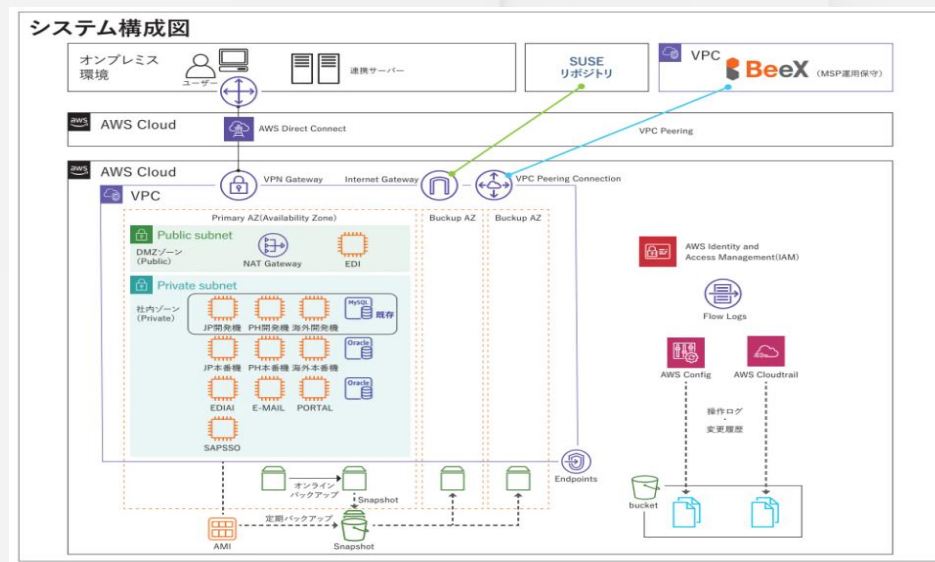 システム構成図
オンプレミス
環境
ユーザー
連携サーバー
SUSE
リポジトリ
VPC
BeeX
(MSP運用保守)
aws
AWS Cloud
AWS Direct Connect
VPC Peering
aws
AWS Cloud
VPN Gateway
Internet Gateway
VPC Peering Connection
VPC
Primary AZ(Availability Zone)
Buckup AZ
Buckup AZ
Public subnet
DMZゾーン
(Public)
NAT Gateway
EDI
Private subnet
社内ゾーン
(Private)
MySQL
既存
JP開発機
PH開発機
海外開発機
Oracle
JP本番機
PH本番機
海外本番機
Oracle
EDIAI
E-MAIL
PORTAL
SAPSSO
AWS Identity and
Access Management(IAM)
Flow Logs
AWS Config
AWS Cloudtrail
操作ログ
・
変更履歴
Endpoints
オンライン
バックアップ
Snapshot
定期バックアップ
AMI
Snapshot
bucket